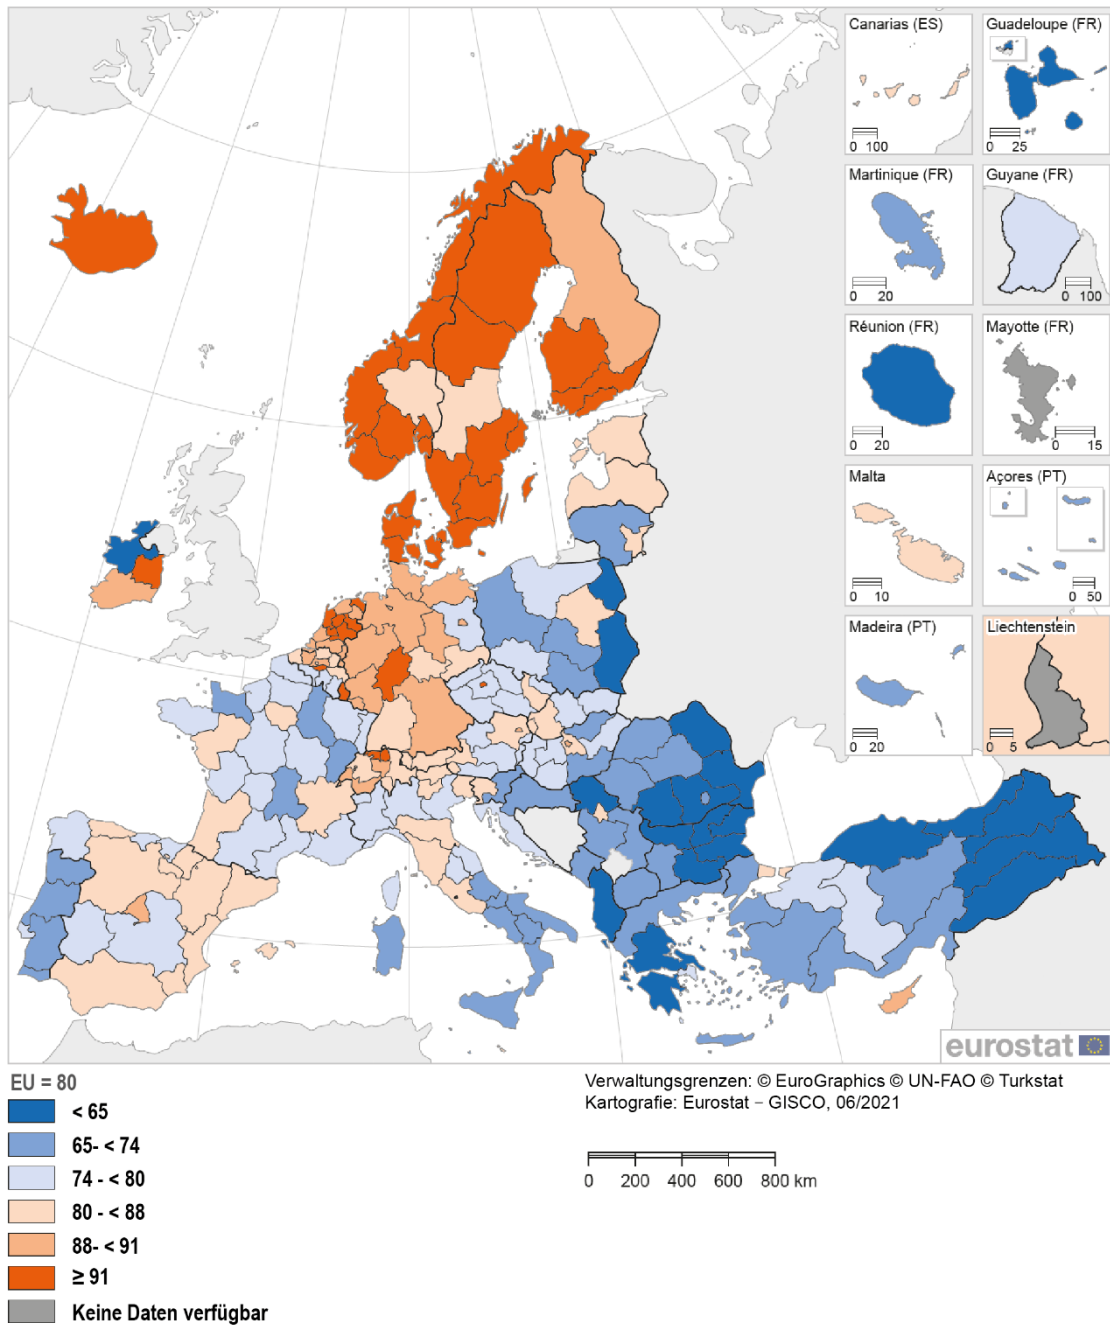 Canarias (ES)
0 100
Guadeloupe (FR)
0 25
Martinique (FR)
0 20
Guyane (FR)
0 100
Réunion (FR)
0 20
Mayotte (FR)
0 15
Malta
0 10
Açores (PT)
0 50
Madeira (PT)
0 20
Liechtenstein
0 5
eurostat
EU = 80
< 65
65- < 74
74 - < 80
80 - < 88
88- < 91
≥ 91
Keine Daten verfügbar
Verwaltungsgrenzen: © EuroGraphics © UN-FAO © Turkstat
Kartografie: Eurostat – GISCO, 06/2021
0 200 400 600 800 km